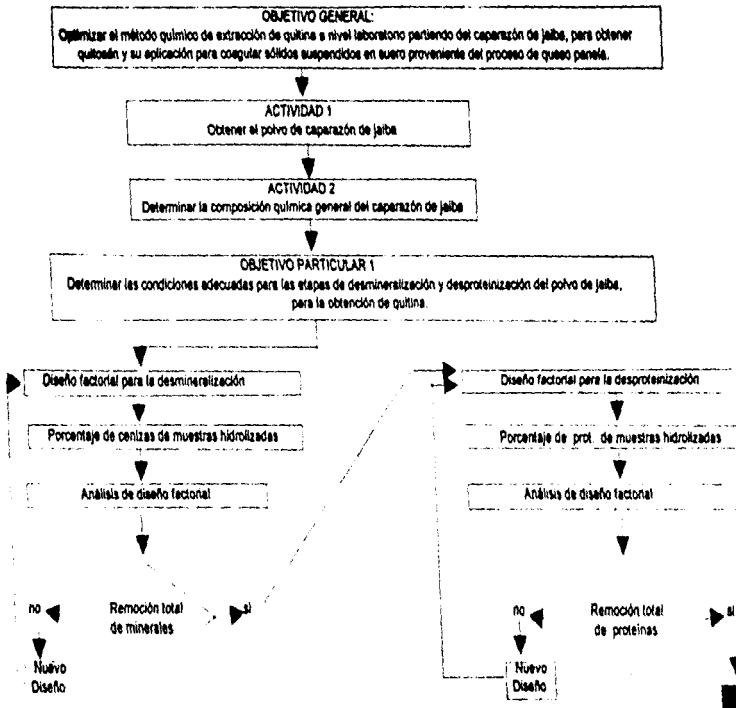 OBJETIVO GENERAL:
Optimizar el método químico de extracción de quitina a nivel laboratorio partiendo del caparazón de jaiba, para obtener
quitosán y su aplicación para coagular sólidos suspendidos en suero proveniente del proceso de queso panela.
ACTIVIDAD 1
Obtener el polvo de caparazón de jaiba
ACTIVIDAD 2
Determinar la composición química general del caparazón de jaiba
OBJETIVO PARTICULAR 1
Determinar las condiciones adecuadas para las etapas de desmineralización y desproteinización del polvo de jaiba,
para la obtención de quitina.
Diseño factorial para la desmineralización
Porcentaje de cenizas de muestras hidrolizadas
Análisis de diseño factorial
no
Remoción total
de minerales
si
Nuevo
Diseño
Diseño factorial para la desproteinización
Porcentaje de prot. de muestras hidrolizadas
Análisis de diseño factorial
no
Remoción total
de proteínas
si
Nuevo
Diseño